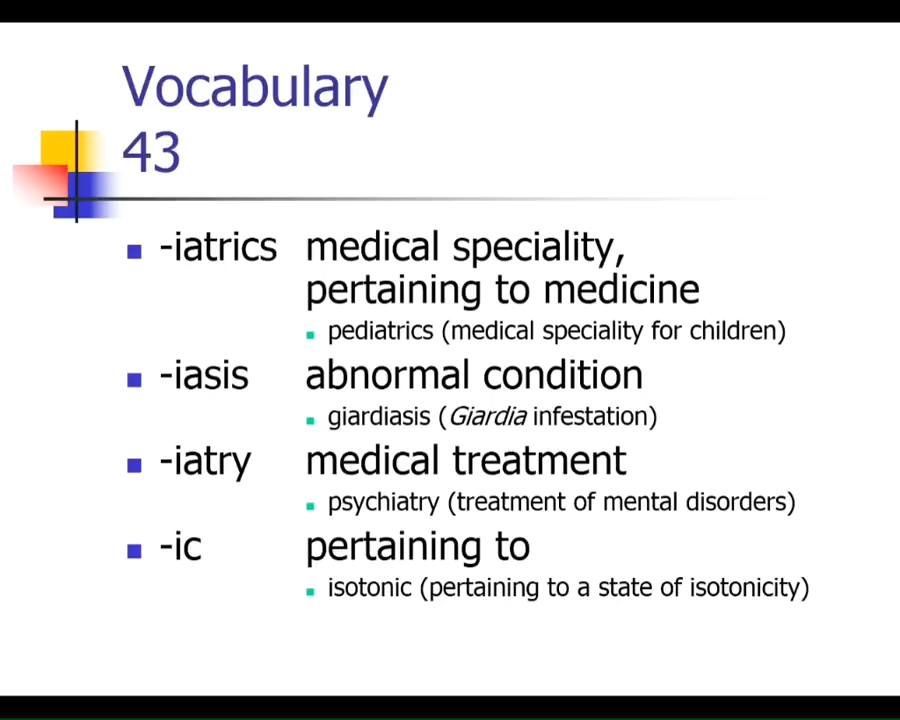 Vocabulary
43
-iatrics medical speciality,
pertaining to medicine
pediatrics (medical speciality for children)
-iasis abnormal condition
giardiasis (Giardia infestation)
-iatry medical treatment
psychiatry (treatment of mental disorders)
-ic pertaining to
isotonic (pertaining to a state of isotonicity)